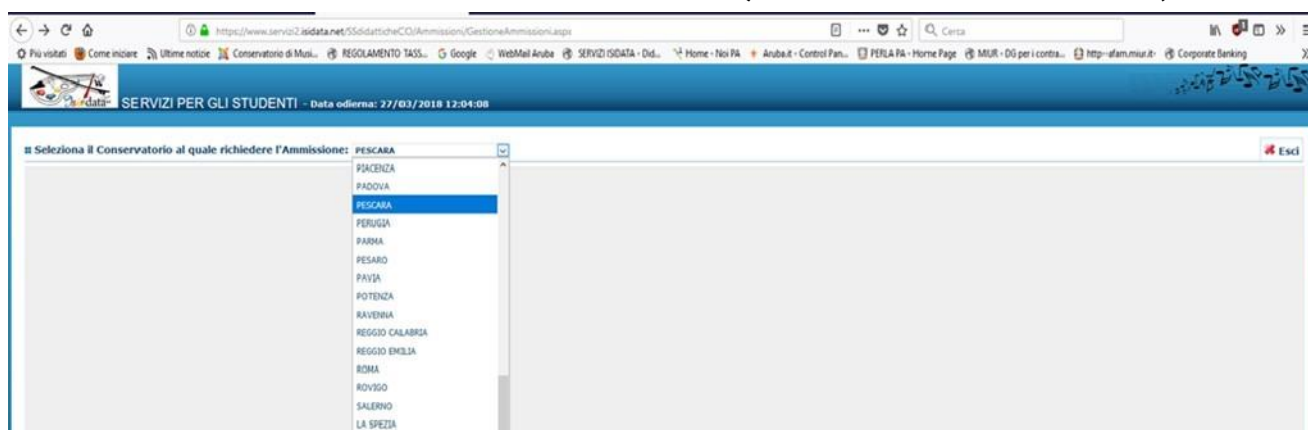 https://www.servizi2.isidata.net/SSdidatticheCO/Ammissioni/GestioneAmmissioni.aspx
Cerca
Più visitati Come iniziare Ultime notizie Conservatorio di Musi... REGOLAMENTO TASS... Google WebMail Aruba SERVIZI ISIDATA - Did... Home - Noi PA Aruba.it - Control Pan... PERLA PA - Home Page MIUR - DG per i contra... http--afam.miur.it- Corporate Banking
SERVIZI PER GLI STUDENTI - Data odierna: 27/03/2018 12:04:08
Seleziona il Conservatorio al quale richiedere l'Ammissione: PESCARA
Esci
PIACENZA
PADOVA
PESCARA
PERUGIA
PARMA
PESARO
PAVIA
POTENZA
RAVENNA
REGGIO CALABRIA
REGGIO EMILIA
ROMA
ROVIGO
SALERNO
LA SPEZIA